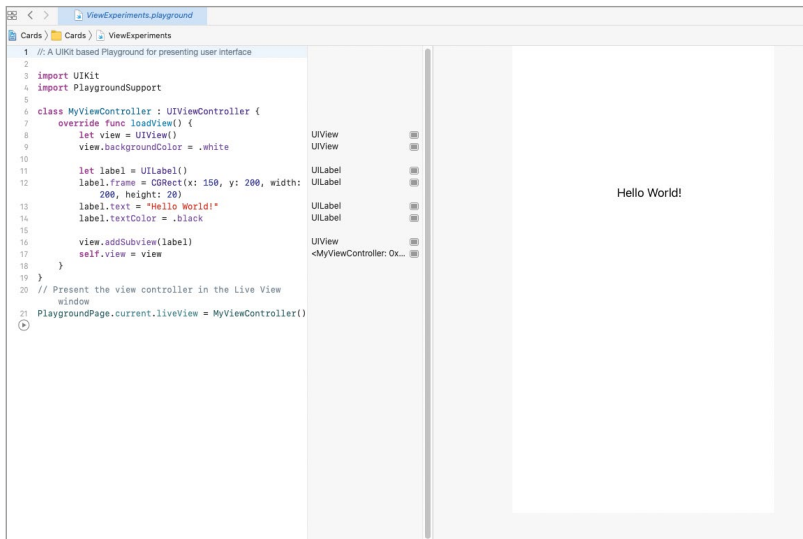 ViewExperiments.playground
Cards Cards ViewExperiments
1 //: A UIKit based Playground for presenting user interface
2
3 import UIKit
4 import PlaygroundSupport
5
6 class MyViewController : UIViewController {
7 override func loadView() {
8 let view = UIView() UIView
9 view.backgroundColor = .white UIView
10
11 let label = UILabel() UILabel
12 label.frame = CGRect(x: 150, y: 200, width: UILabel
200, height: 20)
Hello World!
13 label.text = "Hello World!" UILabel
14 label.textColor = .black UILabel
15
16 view.addSubview(label) UIView
17 self.view = view <MyViewController: 0x...
18 }
19 }
20 // Present the view controller in the Live View
window
21 PlaygroundPage.current.liveView = MyViewController()